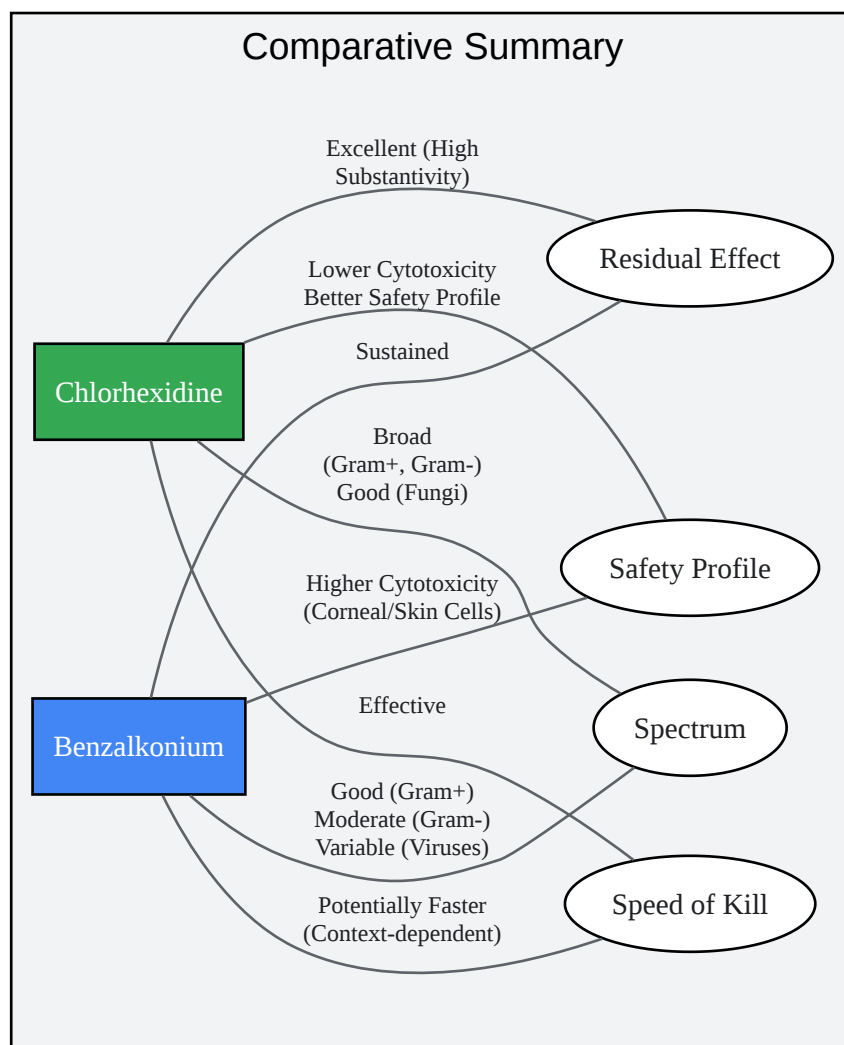 Comparative Summary
Excellent (High
Substantivity)
Residual Effect
Lower Cytotoxicity
Better Safety Profile
Sustained
Chlorhexidine
Broad
(Gram+, Gram-)
Good (Fungi)
Safety Profile
Higher Cytotoxicity
(Corneal/Skin Cells)
Effective
Spectrum
Benzalkonium
Good (Gram+)
Moderate (Gram-)
Variable (Viruses)
Speed of Kill
Potentially Faster
(Context-dependent)